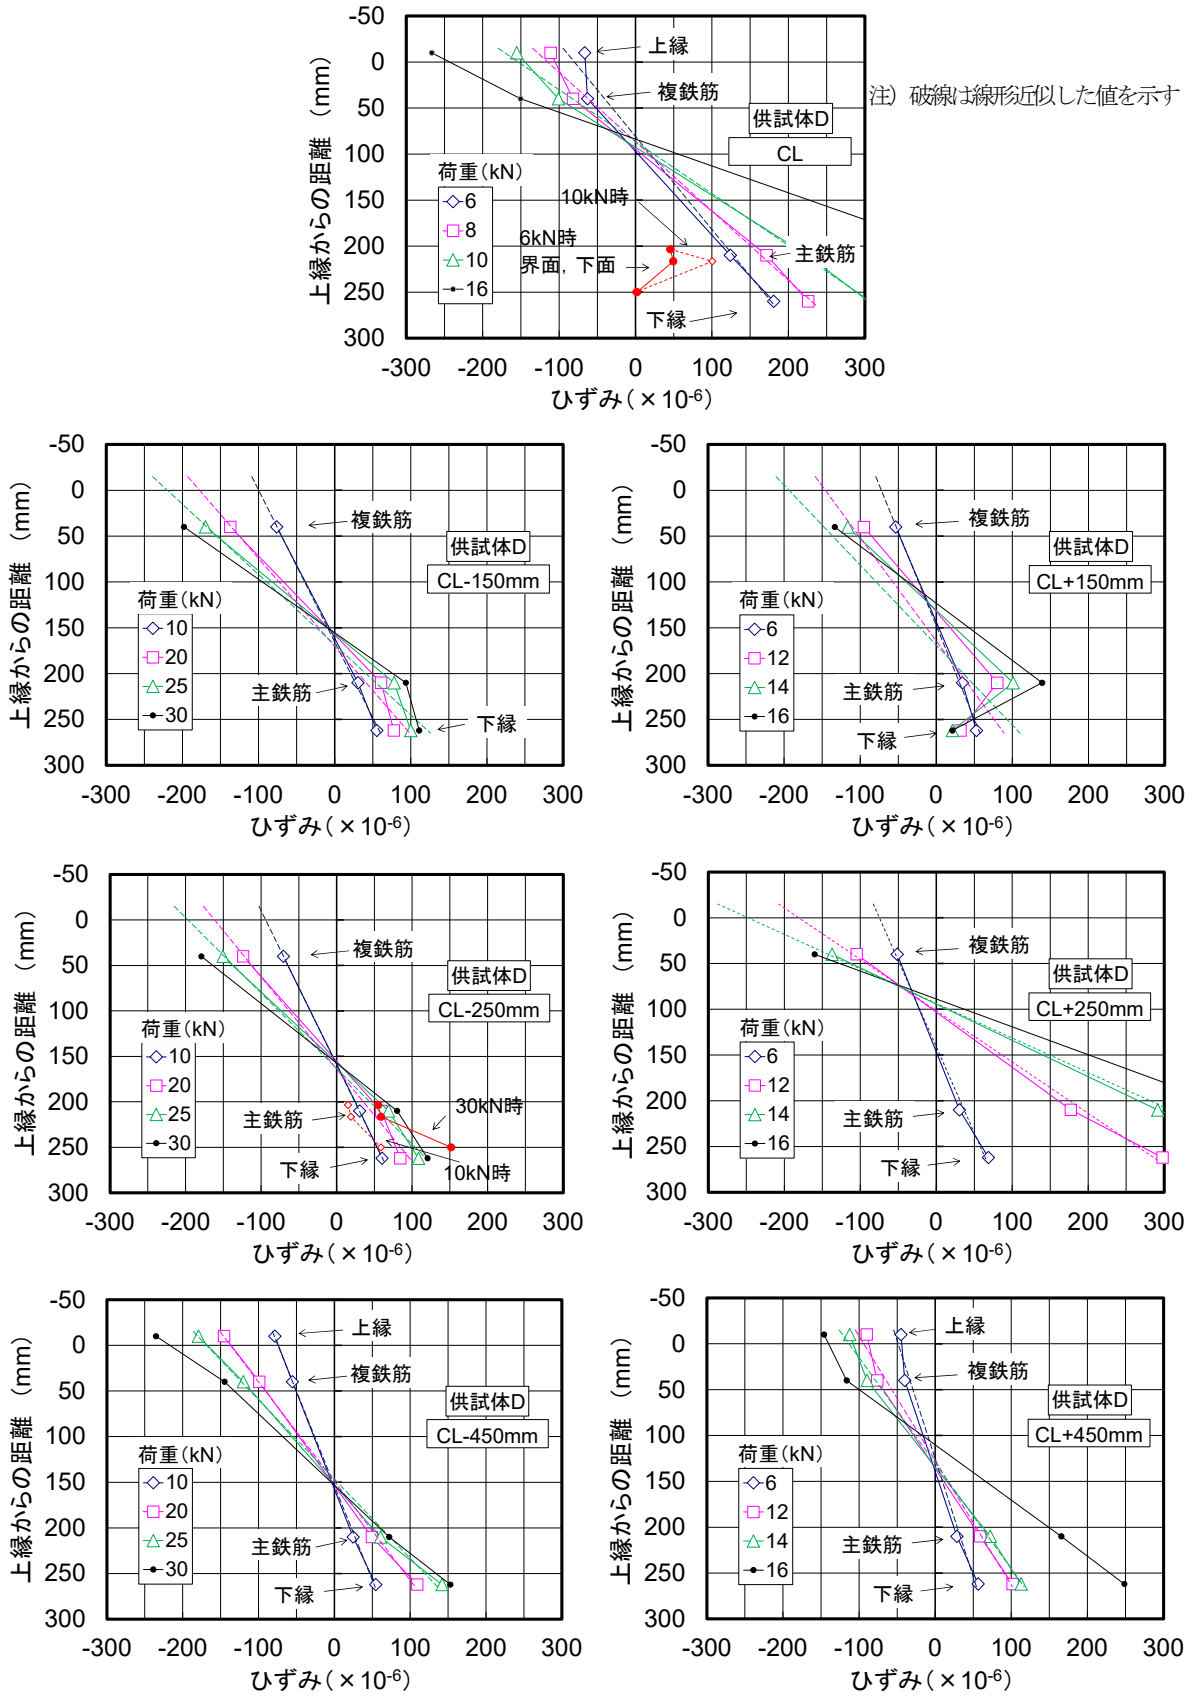 -50
0
50
100
150
200
250
300
上縁からの距離 (mm)
上縁
複鉄筋
供試体D
CL
荷重(kN)
6
8
10
16
10kN時
6kN時
界面，下面
主鉄筋
下縁
-300 -200 -100 0 100 200 300
ひずみ(×10-6)
注) 破線は線形近似した値を示す
-50
0
50
100
150
200
250
300
上縁からの距離 (mm)
複鉄筋
供試体D
CL-150mm
荷重(kN)
10
20
25
30
主鉄筋
下縁
-300 -200 -100 0 100 200 300
ひずみ(×10-6)
-50
0
50
100
150
200
250
300
上縁からの距離 (mm)
複鉄筋
供試体D
CL+150mm
荷重(kN)
6
12
14
16
主鉄筋
下縁
-300 -200 -100 0 100 200 300
ひずみ(×10-6)
-50
0
50
100
150
200
250
300
上縁からの距離 (mm)
複鉄筋
供試体D
CL-250mm
荷重(kN)
10
20
25
30
30kN時
主鉄筋
下縁
10kN時
-300 -200 -100 0 100 200 300
ひずみ(×10-6)
-50
0
50
100
150
200
250
300
上縁からの距離 (mm)
複鉄筋
供試体D
CL+250mm
荷重(kN)
6
12
14
16
主鉄筋
下縁
-300 -200 -100 0 100 200 300
ひずみ(×10-6)
-50
0
50
100
150
200
250
300
上縁からの距離 (mm)
上縁
複鉄筋
供試体D
CL-450mm
荷重(kN)
10
20
25
30
主鉄筋
下縁
-300 -200 -100 0 100 200 300
ひずみ(×10-6)
-50
0
50
100
150
200
250
300
上縁からの距離 (mm)
上縁
複鉄筋
供試体D
CL+450mm
荷重(kN)
6
12
14
16
主鉄筋
下縁
-300 -200 -100 0 100 200 300
ひずみ(×10-6)